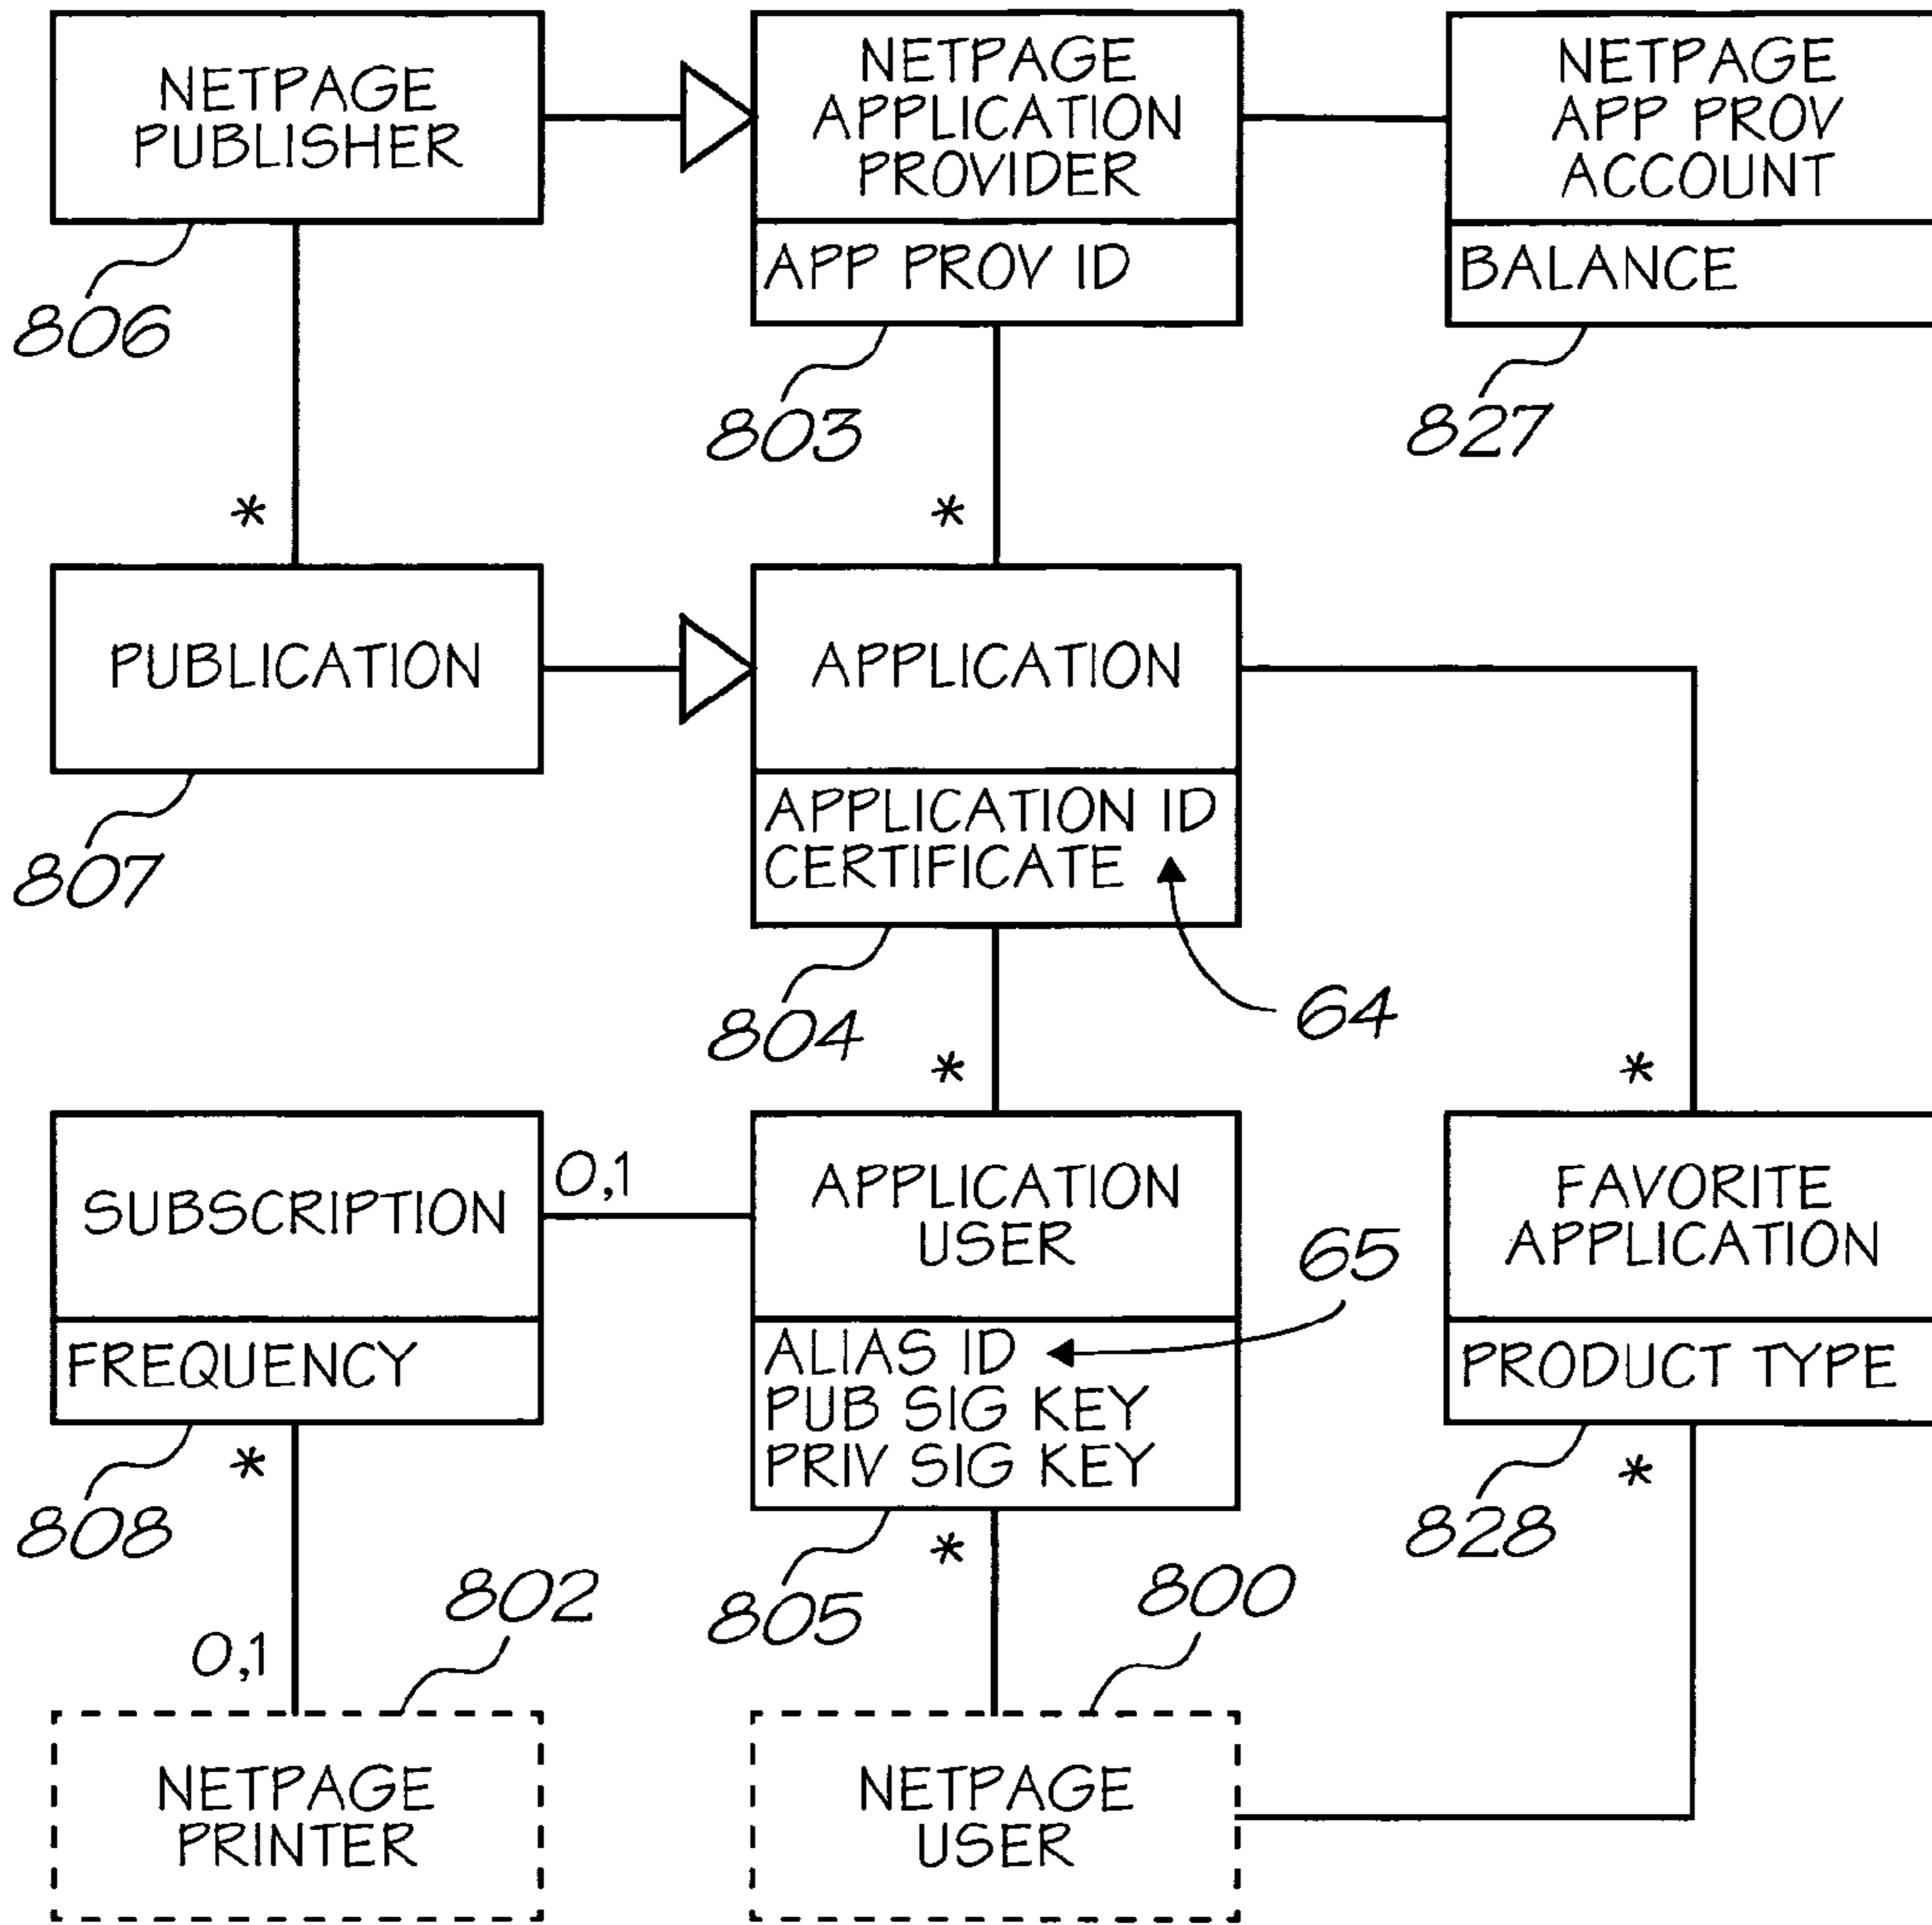 NETPAGE
PUBLISHER
806
NETPAGE
APPLICATION
PROVIDER
APP PROV ID
803
NETPAGE
APP PROV
ACCOUNT
BALANCE
827
*
*
PUBLICATION
807
APPLICATION
APPLICATION ID
CERTIFICATE
64
804
*
*
SUBSCRIPTION
0,1
FREQUENCY
808
*
APPLICATION
USER
65
ALIAS ID
PUB SIG KEY
PRIV SIG KEY
805
*
FAVORITE
APPLICATION
PRODUCT TYPE
828
*
802
0,1
800
NETPAGE
PRINTER
NETPAGE
USER